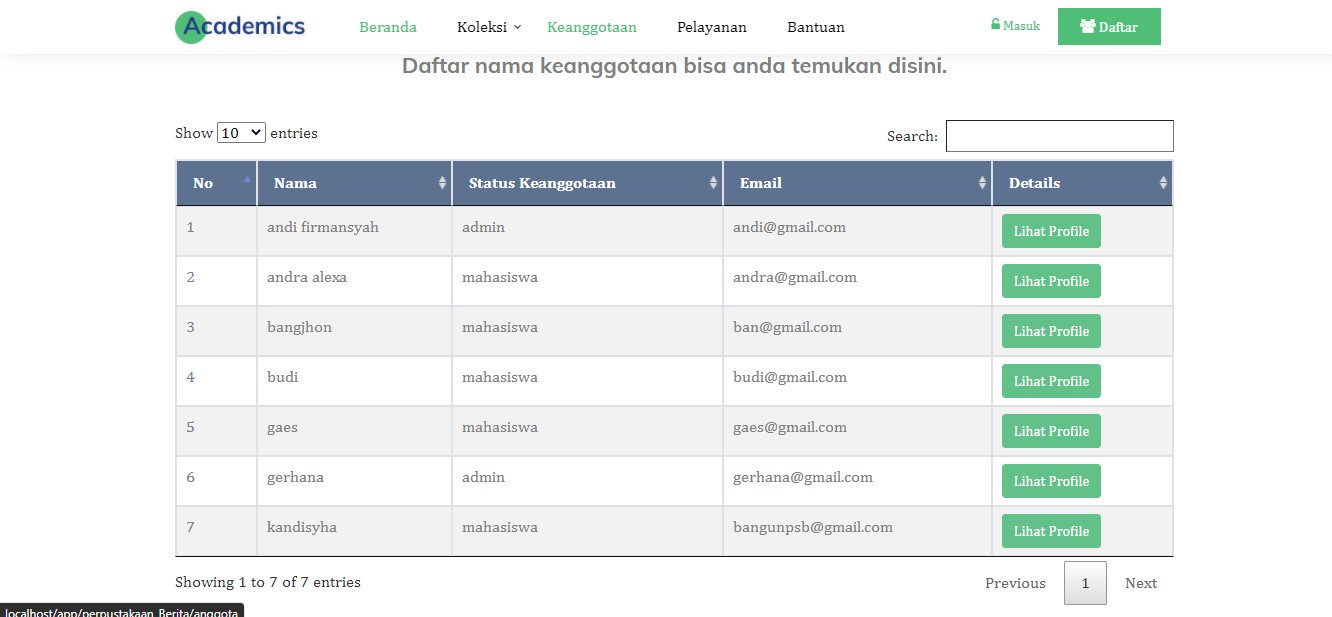 Academics Beranda Koleksi Keanggotaan Pelayanan Bantuan Masuk Daftar
Daftar nama keanggotaan bisa anda temukan disini.
Show 10 entries Search:
No Nama Status Keanggotaan Email Details
1 andi firmansyah admin andi@gmail.com Lihat Profile
2 andra alexa mahasiswa andra@gmail.com Lihat Profile
3 bangjhon mahasiswa ban@gmail.com Lihat Profile
4 budi mahasiswa budi@gmail.com Lihat Profile
5 gaes mahasiswa gaes@gmail.com Lihat Profile
6 gerhana admin gerhana@gmail.com Lihat Profile
7 kandisyha mahasiswa bangunpsb@gmail.com Lihat Profile
Showing 1 to 7 of 7 entries Previous 1 Next
localhost/app/perpustakaan_Berita/anggota